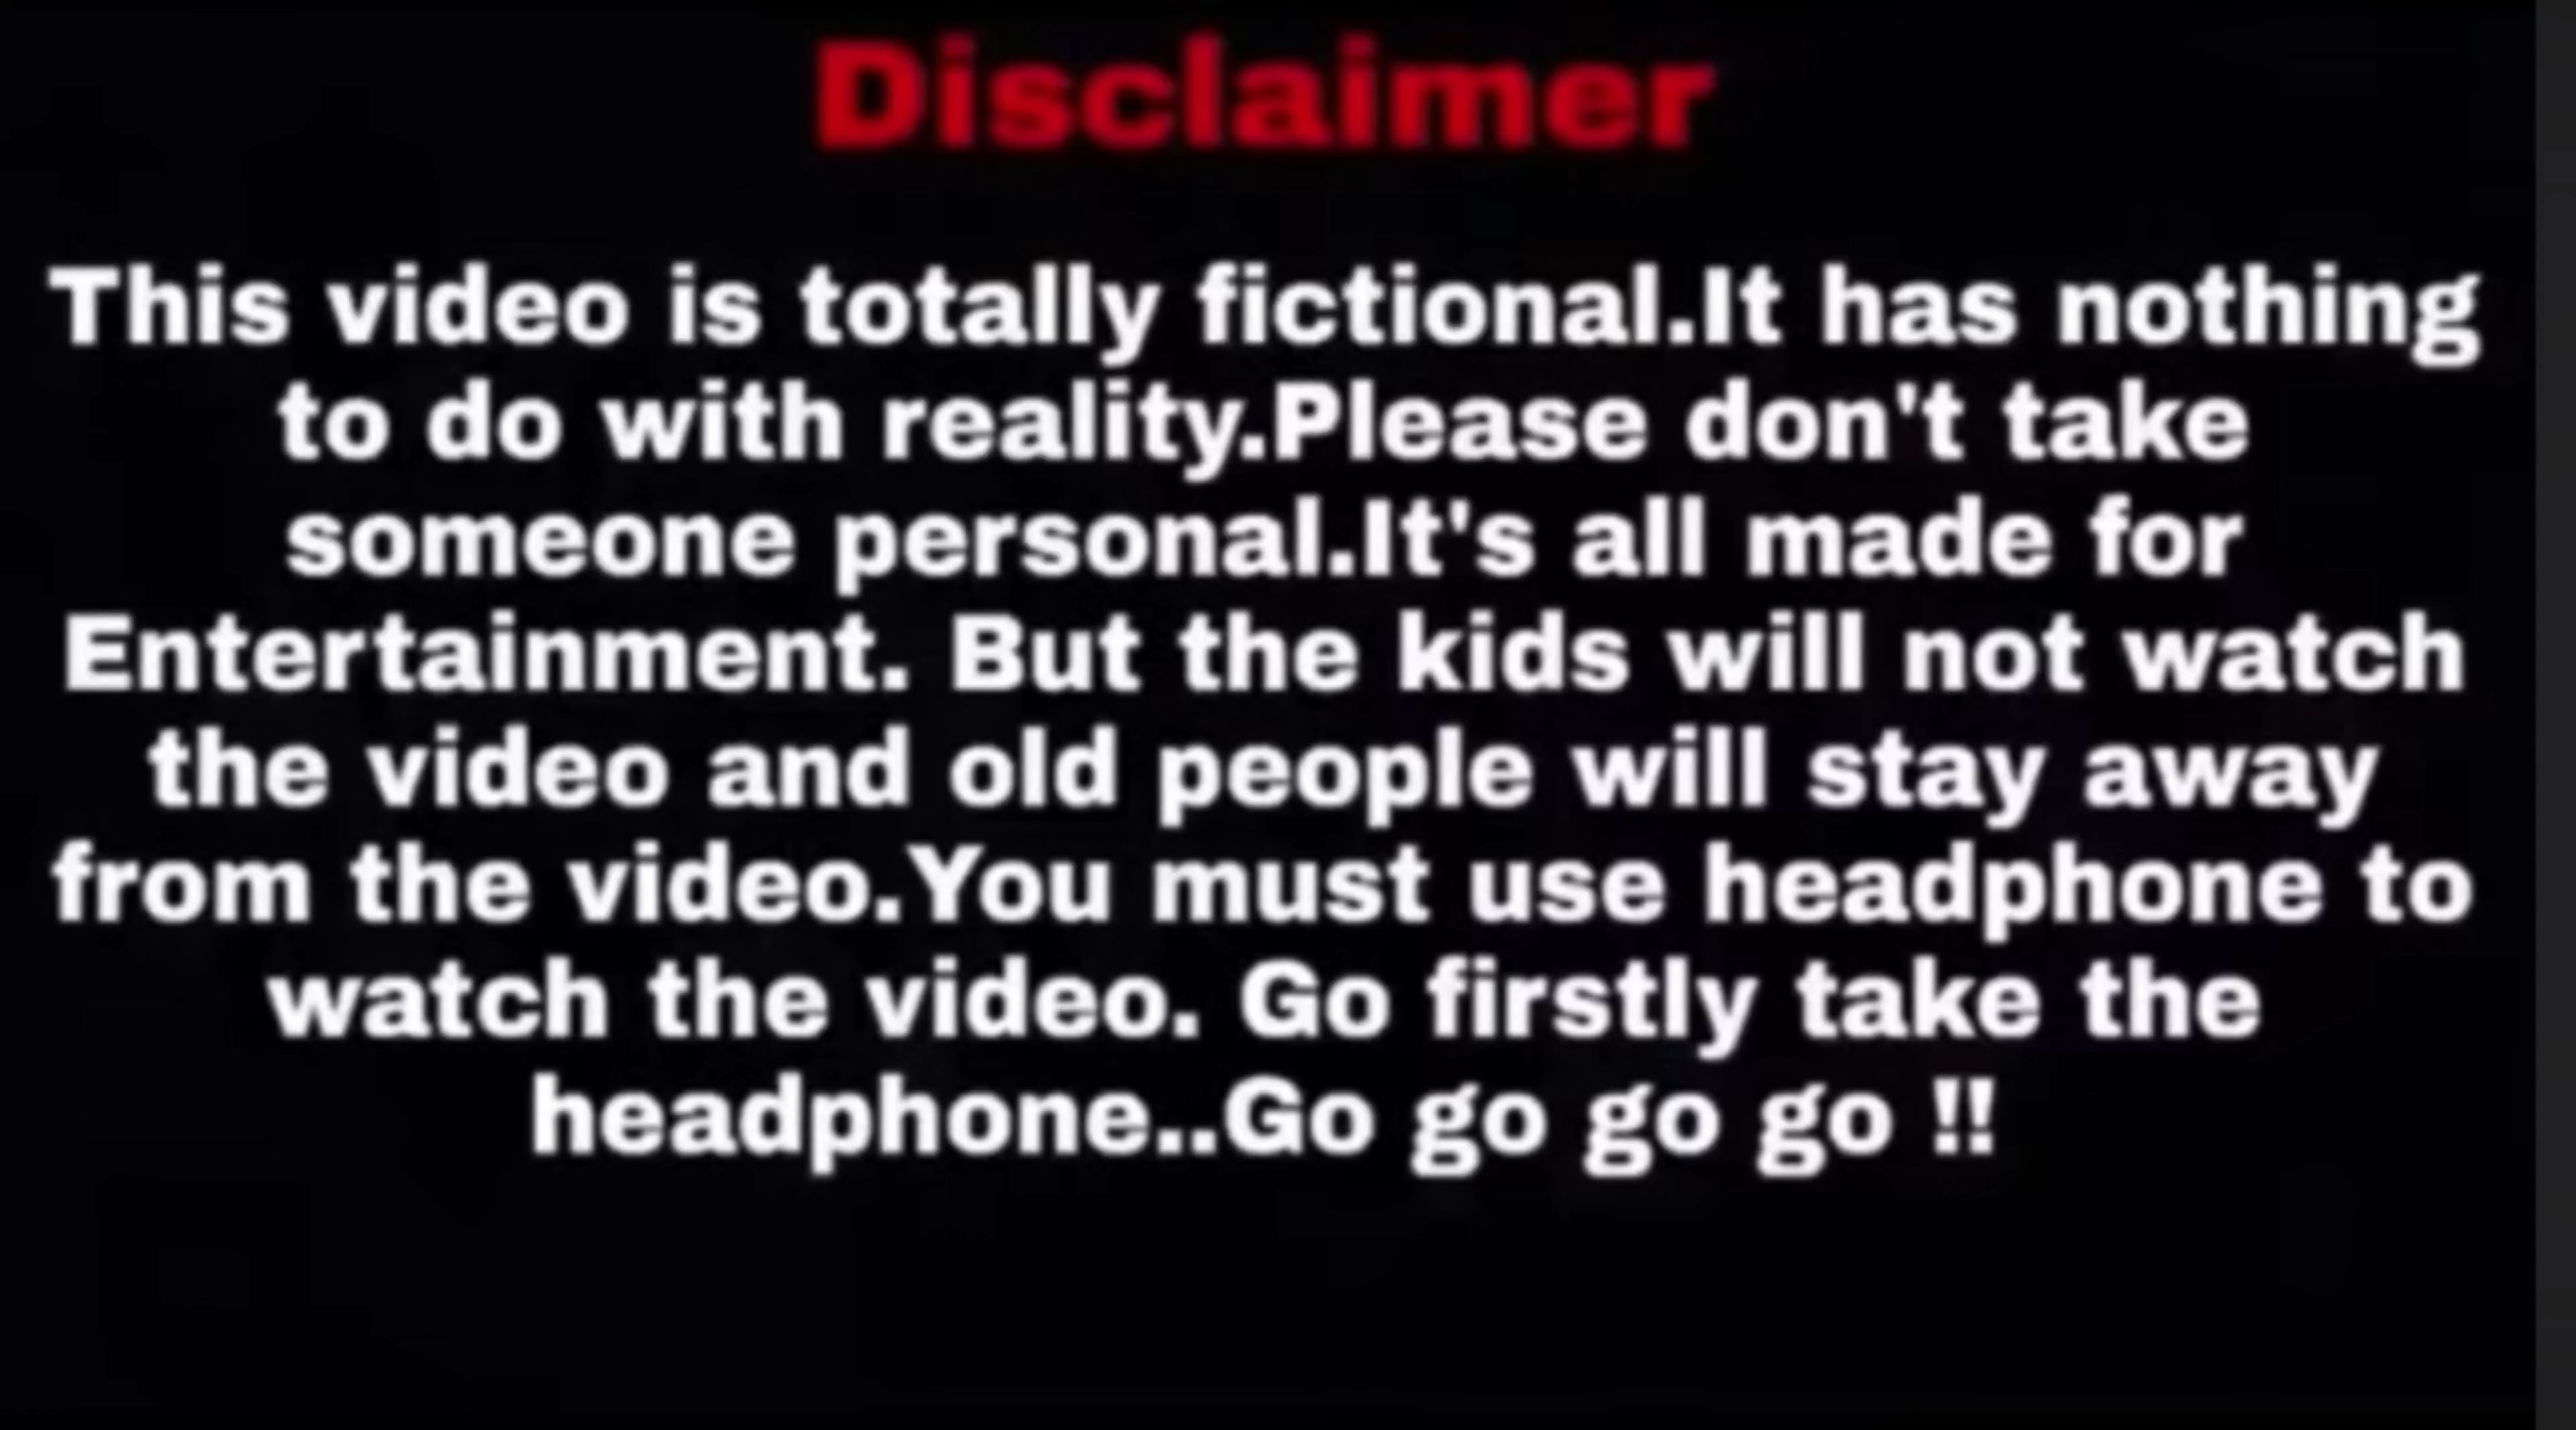 Disclaimer
This video is totally fictional.It has nothing
to do with reality.Please don't take
someone personal.It's all made for
Entertainment. But the kids will not watch
the video and old people will stay away
from the video.You must use headphone to
watch the video. Go firstly take the
headphone..Go go go go !!